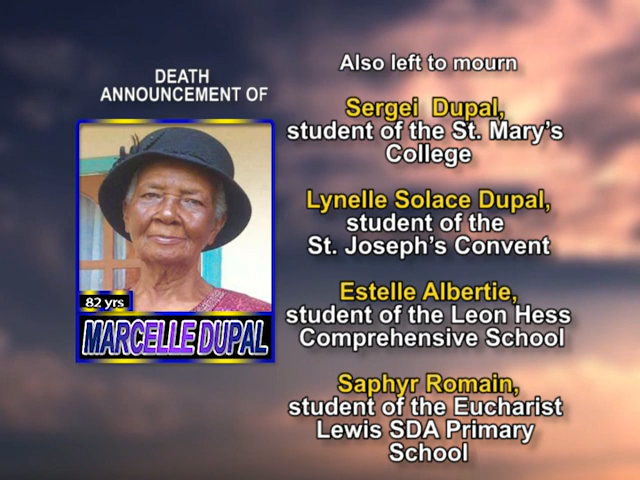 DEATH
ANNOUNCEMENT OF
82 yrs
MARCELLE DUPAL
Also left to mourn
Sergei Dupal,
student of the St. Mary's
College
Lynelle Solace Dupal,
student of the
St. Joseph's Convent
Estelle Albertie,
student of the Leon Hess
Comprehensive School
Saphyr Romain,
student of the Eucharist
Lewis SDA Primary
School